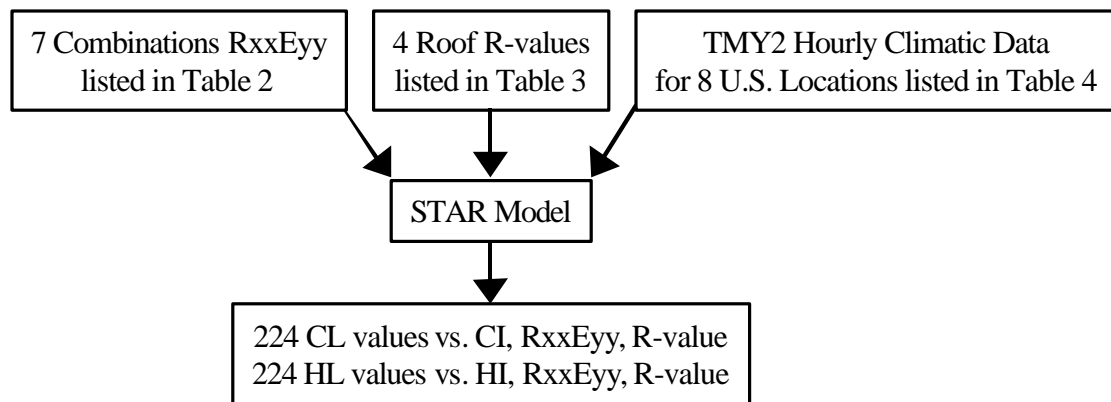 7 Combinations RxxEyy
listed in Table 2
4 Roof R-values
listed in Table 3
TMY2 Hourly Climatic Data
for 8 U.S. Locations listed in Table 4
STAR Model
224 CL values vs. CI, RxxEyy, R-value
224 HL values vs. HI, RxxEyy, R-value